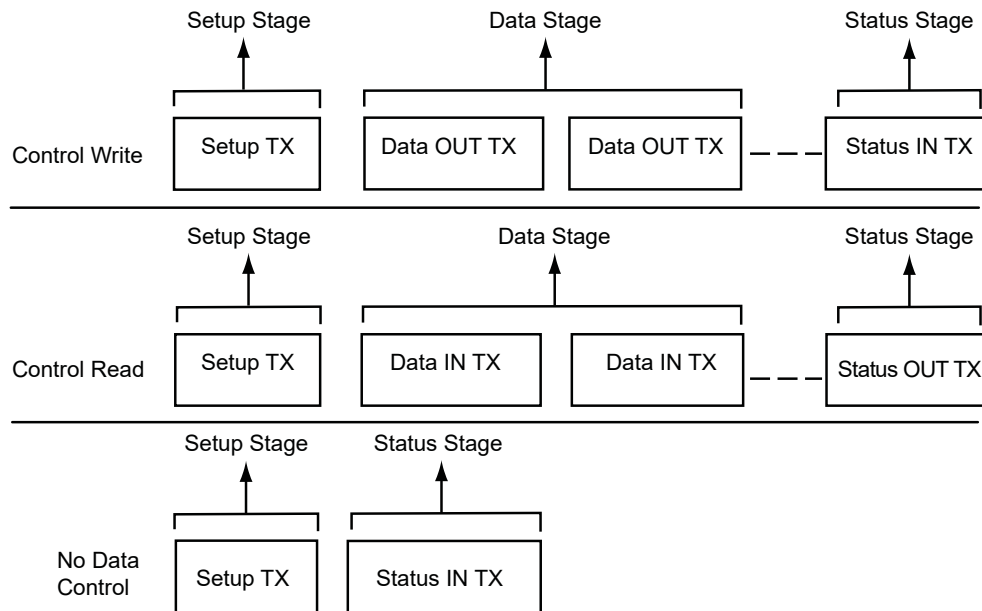 Setup Stage Data Stage Status Stage
Control Write Setup TX Data OUT TX Data OUT TX Status IN TX
Setup Stage Data Stage Status Stage
Control Read Setup TX Data IN TX Data IN TX Status OUT TX
Setup Stage Status Stage
No Data
Control Setup TX Status IN TX